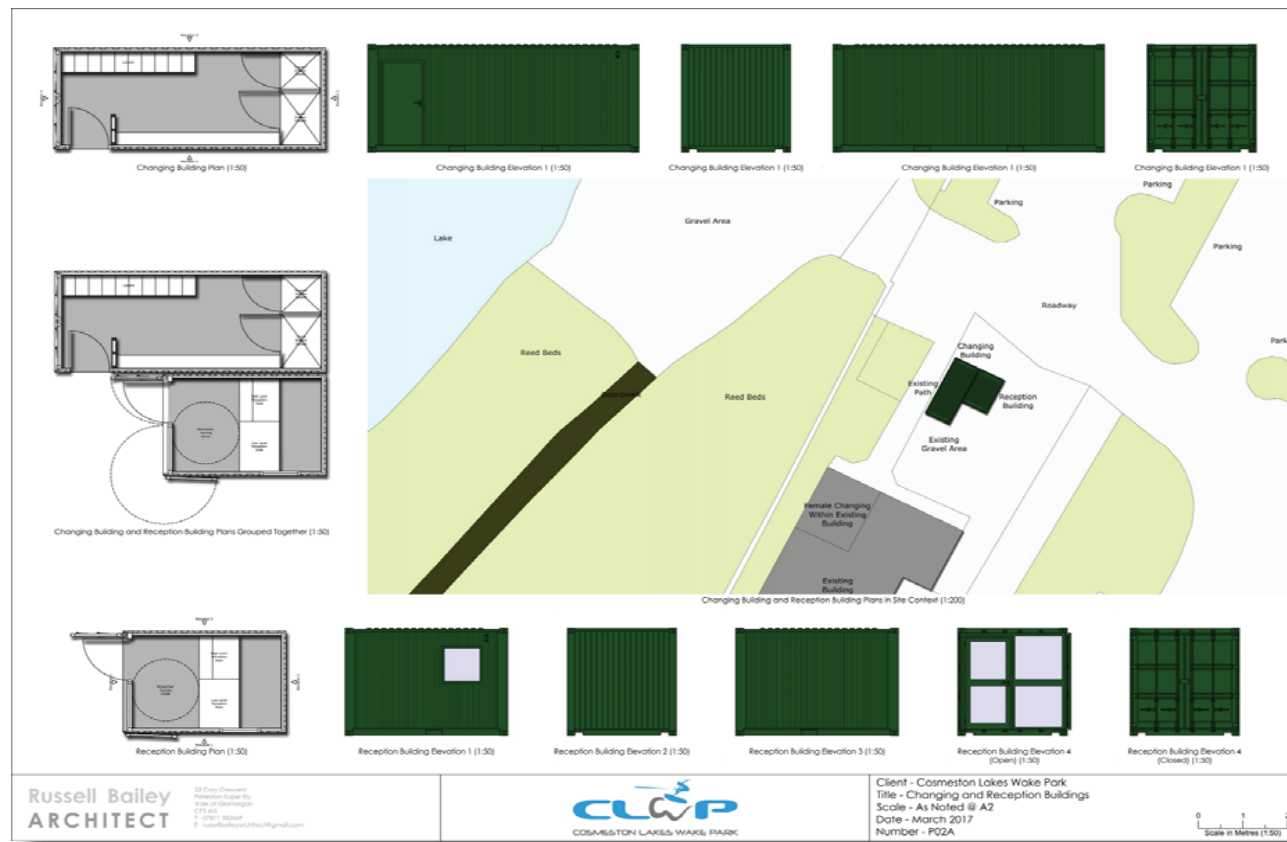 Changing Building Plan (1:50)
Changing Building Elevation 1 (1:50)
Changing Building Elevation 1 (1:50)
Changing Building Elevation 1 (1:50)
Changing Building Elevation 1 (1:50)
Lake
Gravel Area
Parking
Parking
Parking
Roadway
Reed Beds
Boardwalk
Reed Beds
Changing
Building
Existing
Path
Reception
Building
Existing
Gravel Area
Female Changing
Within Existing
Building
Existing
Building
Changing Building and Reception Building Plans in Site Context (1:200)
Changing Building and Reception Building Plans Grouped Together (1:50)
Reception Building Plan (1:50)
Reception Building Elevation 1 (1:50)
Reception Building Elevation 2 (1:50)
Reception Building Elevation 3 (1:50)
Reception Building Elevation 4
(Open) (1:50)
Reception Building Elevation 4
(Closed) (1:50)
Russell Bailey
ARCHITECT
COSMESTON LAKES WAKE PARK
Client - Cosmeston Lakes Wake Park
Title - Changing and Reception Buildings
Scale - As Noted @ A2
Date - March 2017
Number - P02A
0 1 2
Scale in Metres (1:50)